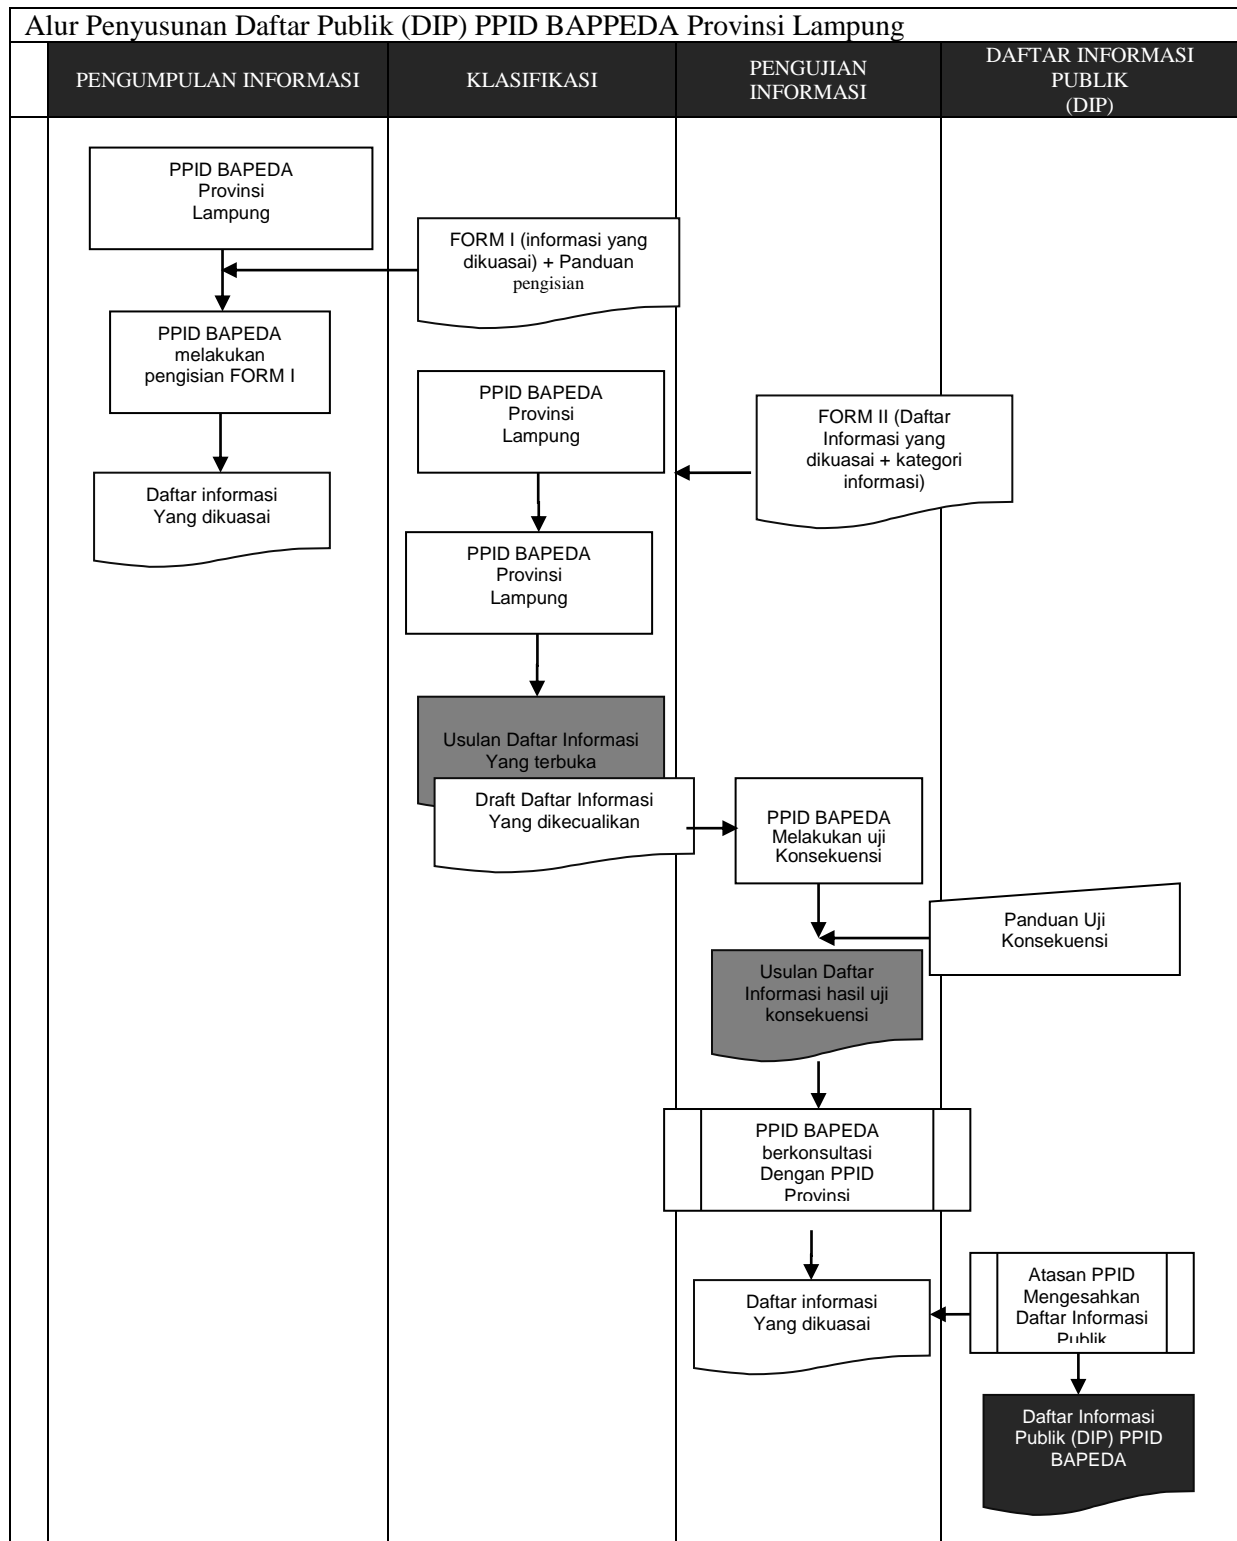 Alur Penyusunan Daftar Publik (DIP) PPID BAPPEDA Provinsi Lampung
PENGUMPULAN INFORMASI
KLASIFIKASI
PENGUJIAN
INFORMASI
DAFTAR INFORMASI
PUBLIK
(DIP)
PPID BAPEDA
Provinsi
Lampung
FORM I (informasi yang
dikuasai) + Panduan
pengisian
PPID BAPEDA
melakukan
pengisian FORM I
PPID BAPEDA
Provinsi
Lampung
FORM II (Daftar
Informasi yang
dikuasai + kategori
informasi)
Daftar informasi
Yang dikuasai
PPID BAPEDA
Provinsi
Lampung
Usulan Daftar Informasi
Yang terbuka
Draft Daftar Informasi
Yang dikecualikan
PPID BAPEDA
Melakukan uji
Konsekuensi
Panduan Uji
Konsekuensi
Usulan Daftar
Informasi hasil uji
konsekuensi
PPID BAPEDA
berkonsultasi
Dengan PPID
Provinsi
Daftar informasi
Yang dikuasai
Atasan PPID
Mengesahkan
Daftar Informasi
Publik
Daftar Informasi
Publik (DIP) PPID
BAPEDA